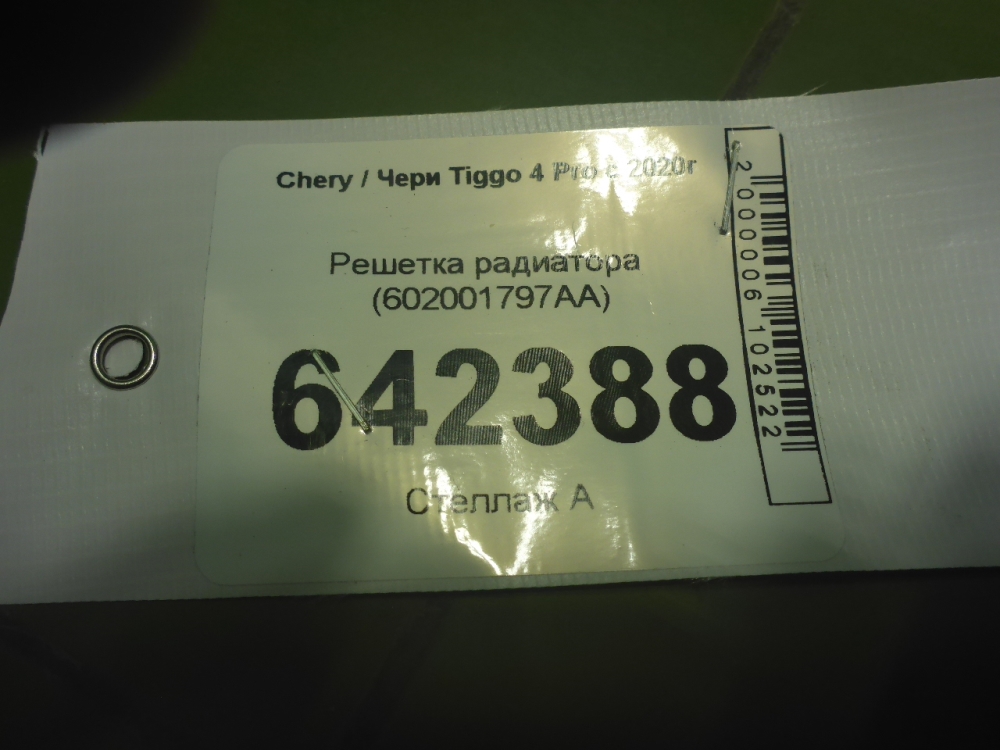 Chery / Чери Tiggo 4 Pro с 2020г
Решетка радиатора
(602001797AA)
642388
Стеллаж А
2000006102522